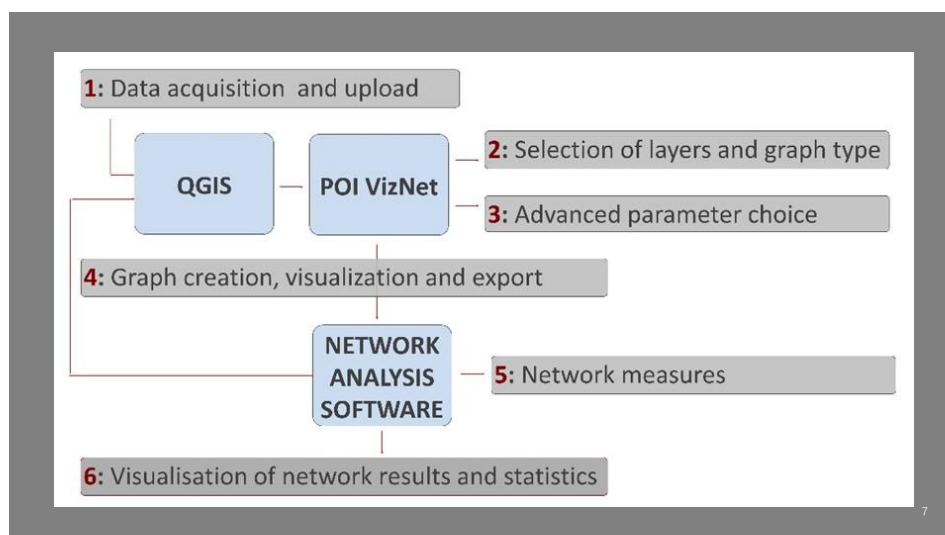 1: Data acquisition and upload
QGIS
POI VizNet
2: Selection of layers and graph type
3: Advanced parameter choice
4: Graph creation, visualization and export
NETWORK
ANALYSIS
SOFTWARE
5: Network measures
6: Visualisation of network results and statistics
7